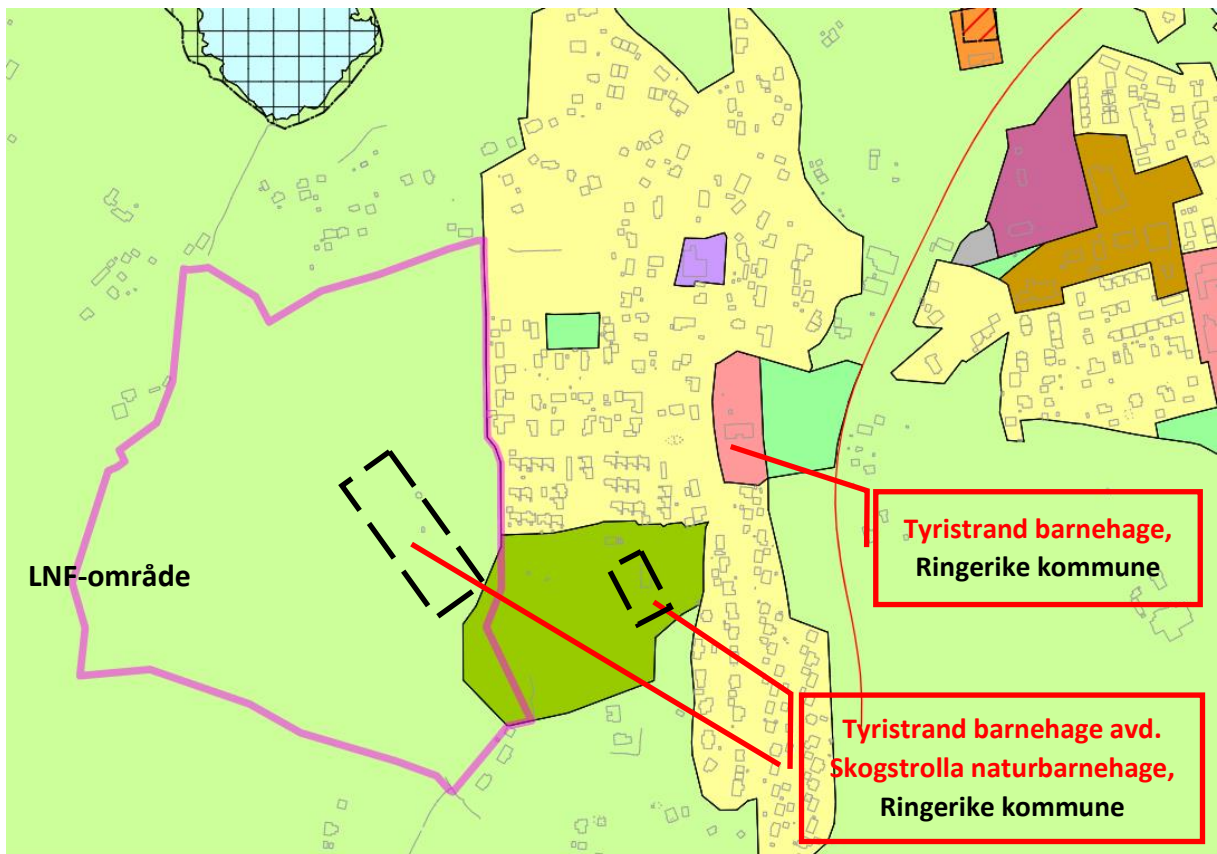 LNF-område
Tyristrand barnehage,
Ringerike kommune
Tyristrand barnehage avd.
Skogstrolla naturbarnehage,
Ringerike kommune